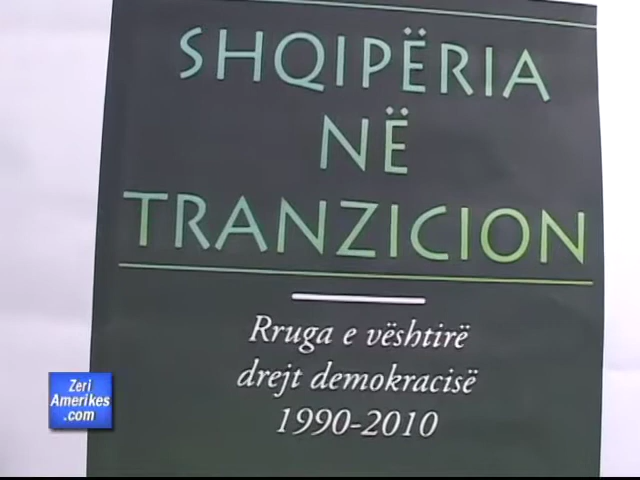 SHQIPËRIA
NË
TRANZICION
Rruga e vështirë
drejt demokracisë
1990-2010
Zeri
Amerikes
.com